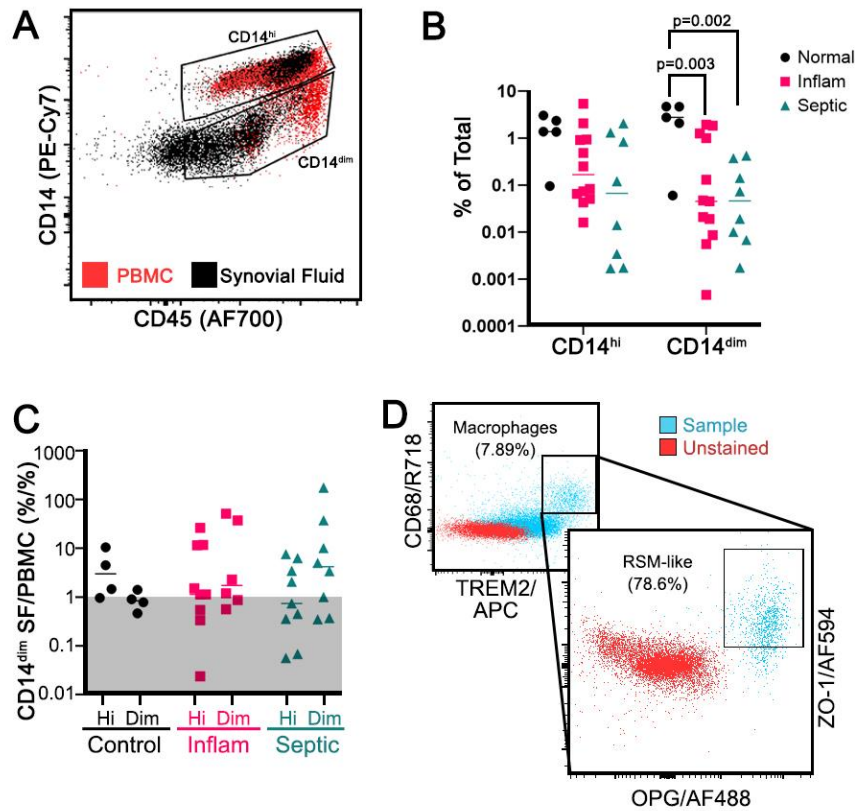 A
CD14hi
CD14dim
CD14 (PE-Cy7)
PBMC
Synovial Fluid
CD45 (AF700)
B
p=0.002
p=0.003
Normal
Inflam
Septic
% of Total
10
1
0.1
0.01
0.001
0.0001
CD14hi
CD14dim
C
CD14dim SF/PBMC (%/%)
1000
100
10
1
0.1
0.01
Hi Dim
Hi Dim
Hi Dim
Control
Inflam
Septic
D
Macrophages
(7.89%)
Sample
Unstained
CD68/R718
TREM2/
APC
RSM-like
(78.6%)
ZO-1/AF594
OPG/AF488